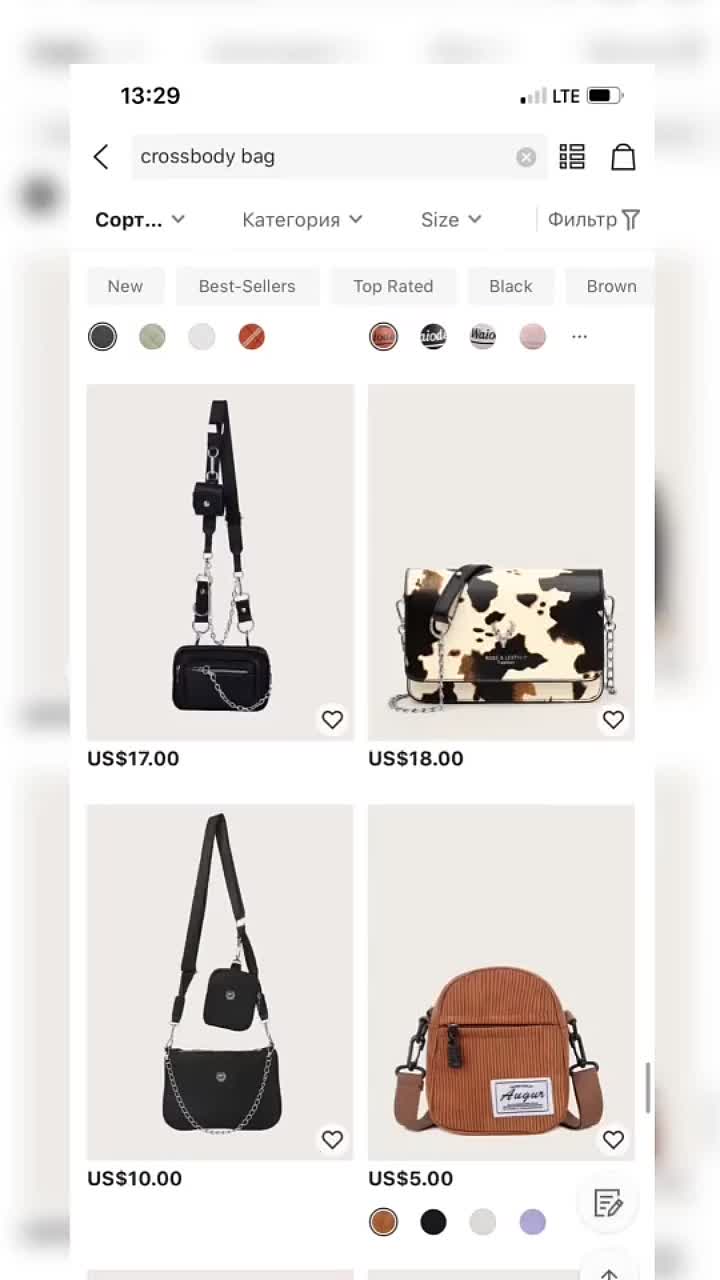 13:29 LTE
crossbody bag
Сорт... Категория Size Фильтр
New Best-Sellers Top Rated Black Brown
US$17.00 US$18.00
Augur
US$10.00 US$5.00